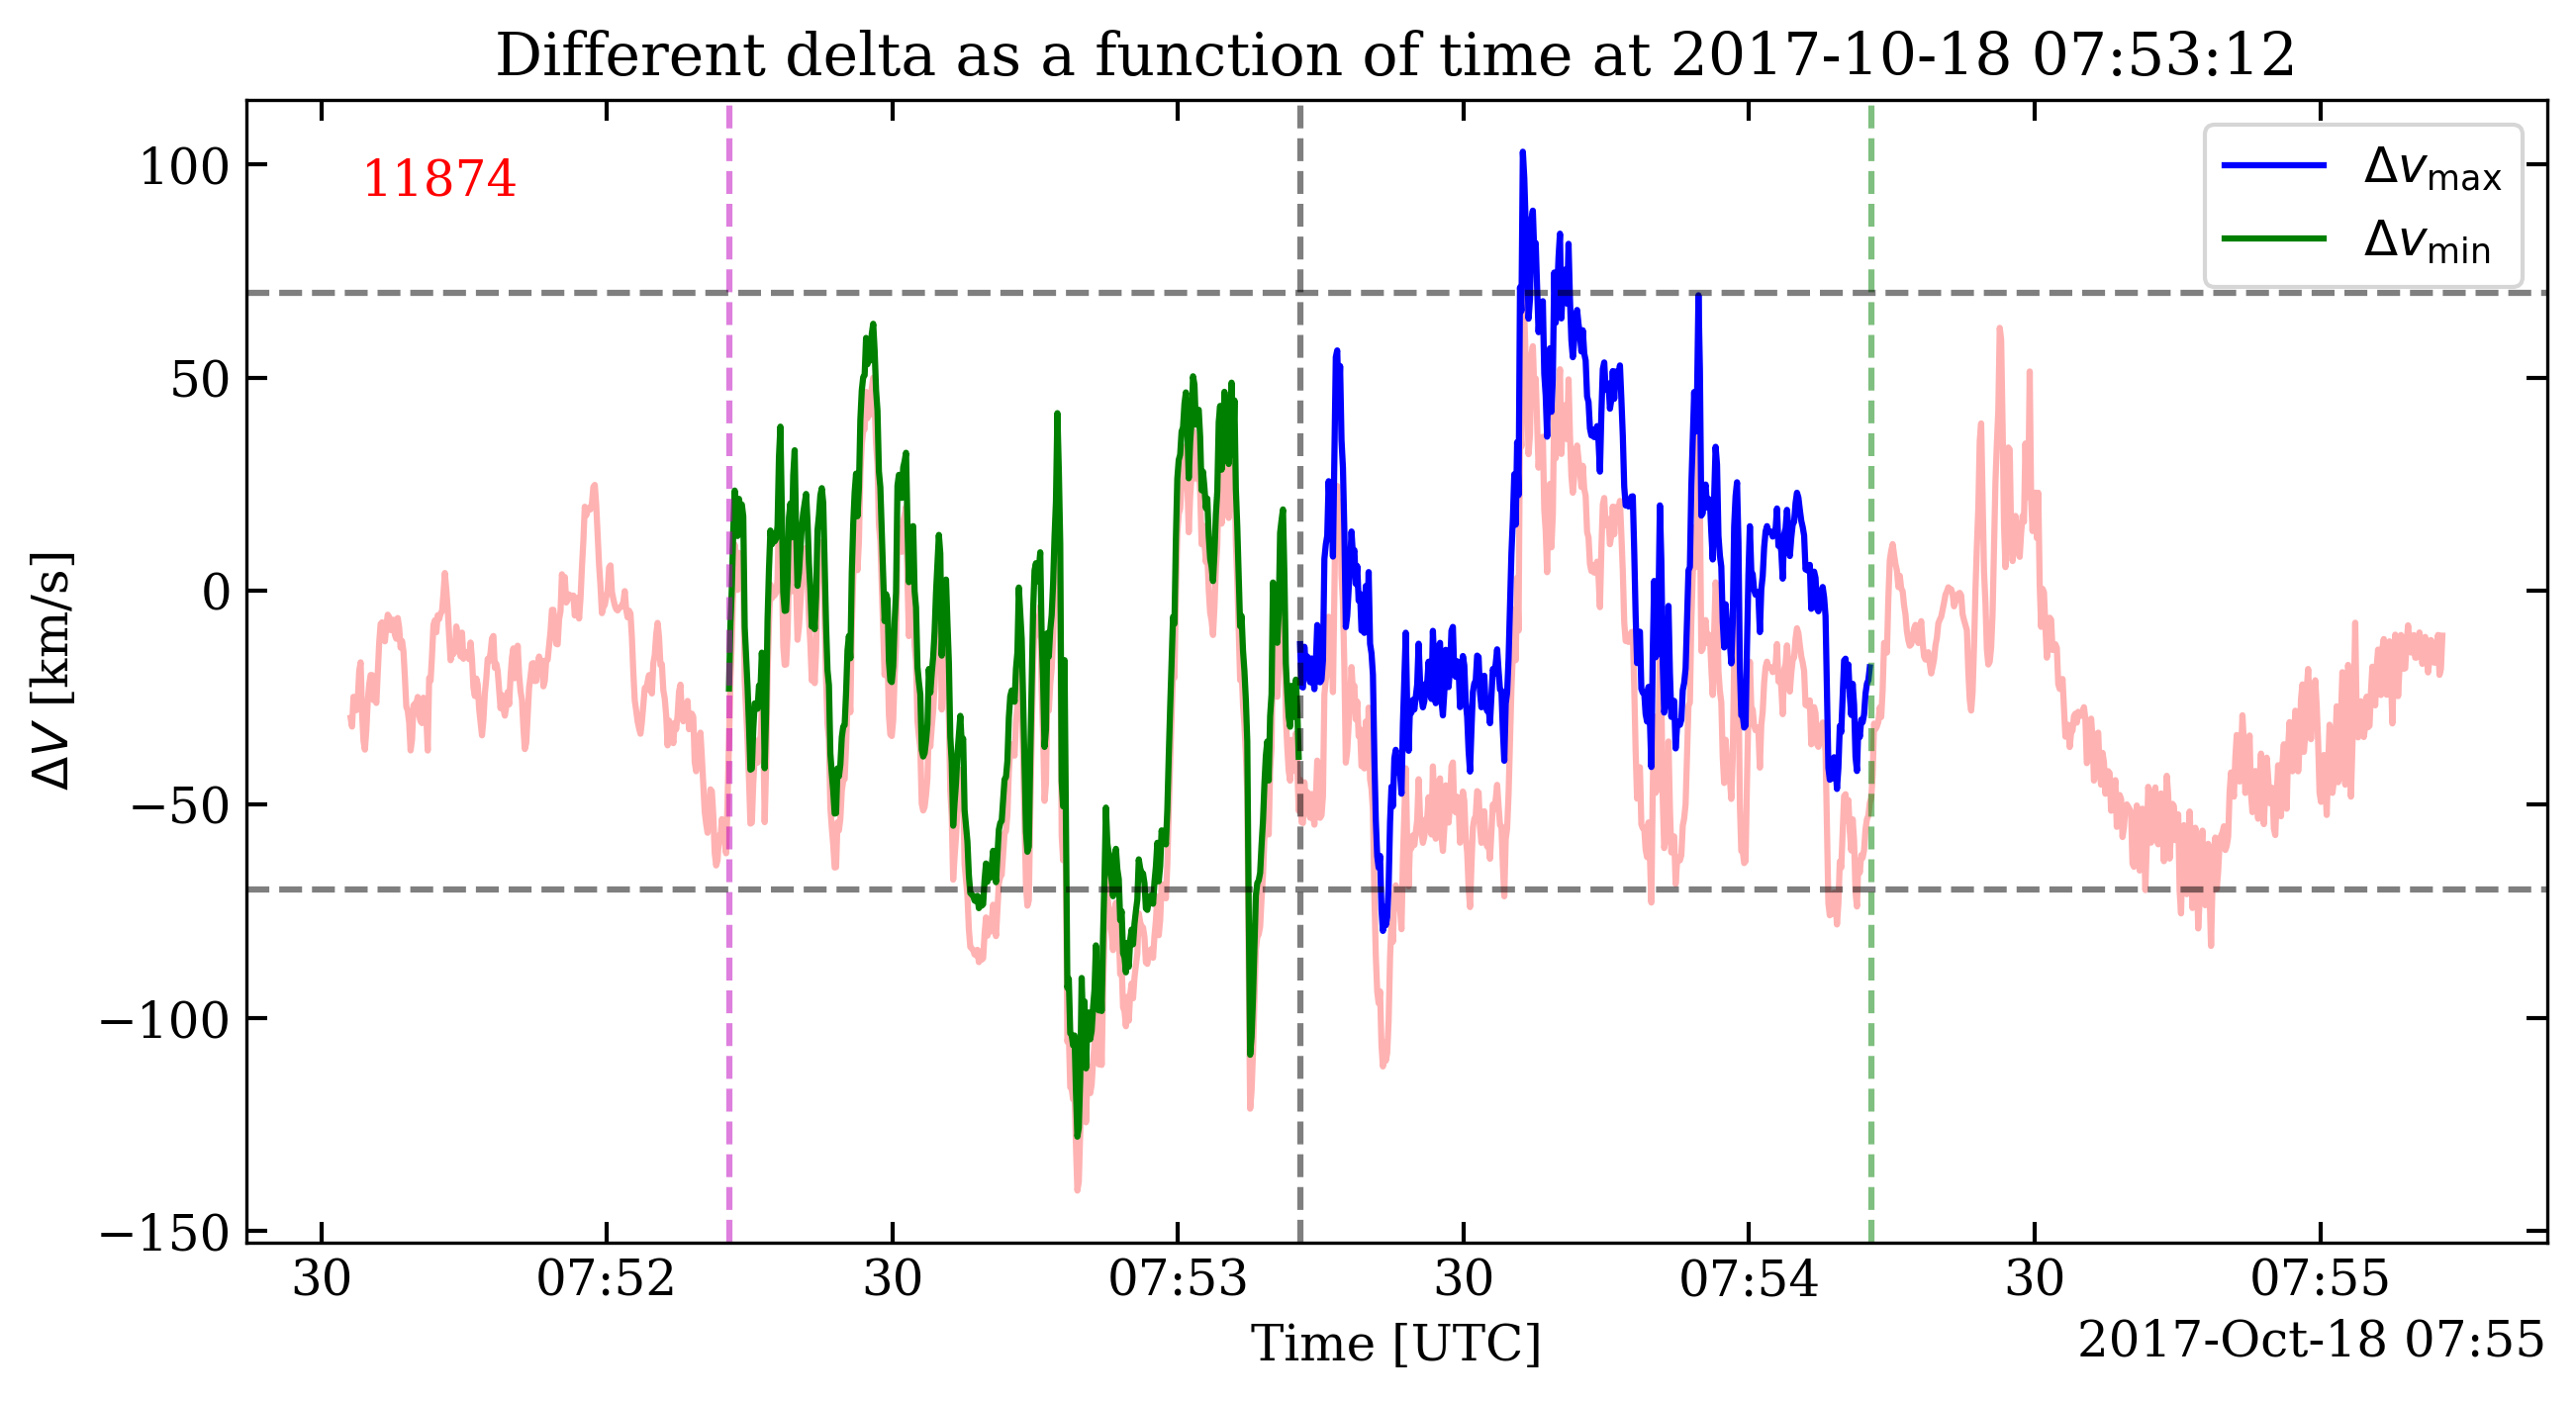 Different delta as a function of time at 2017-10-18 07:53:12
11874
Δv_max
Δv_min
ΔV [km/s]
100
50
0
−50
−100
−150
30 07:52 30 07:53 30 07:54 30 07:55
Time [UTC]
2017-Oct-18 07:55